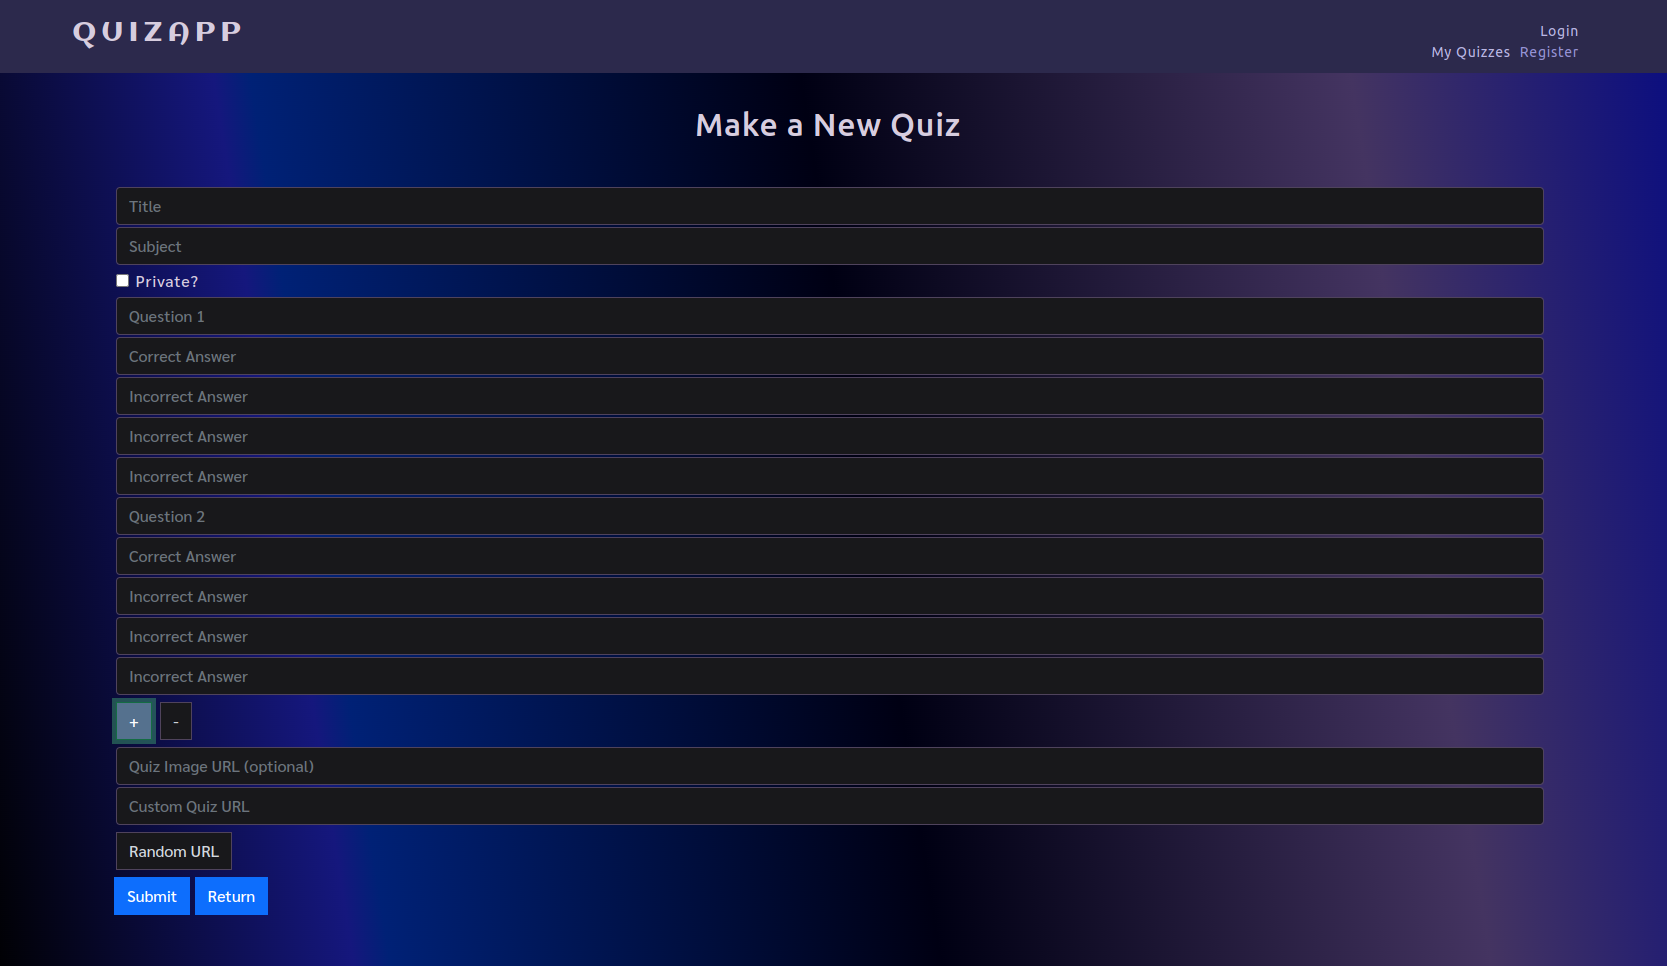 QUIZAPP
Login
My Quizzes Register
Make a New Quiz
Title
Subject
Private?
Question 1
Correct Answer
Incorrect Answer
Incorrect Answer
Incorrect Answer
Question 2
Correct Answer
Incorrect Answer
Incorrect Answer
Incorrect Answer
+ -
Quiz Image URL (optional)
Custom Quiz URL
Random URL
Submit Return